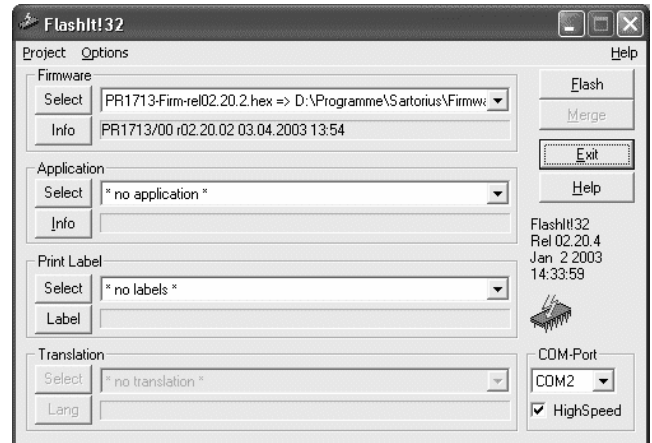 FlashIt!32
Project Options Help
Firmware
Select PR1713-Firm-rel02.20.2.hex => D:\Programme\Sartorius\Firmwa
Info PR1713/00 r02.20.02 03.04.2003 13:54
Flash
Merge
Exit
Help
Application
Select * no application *
Info
FlashIt!32
Rel 02.20.4
Jan 2 2003
14:33:59
Print Label
Select * no labels *
Label
Translation
Select * no translation *
Lang
COM-Port
COM2
HighSpeed